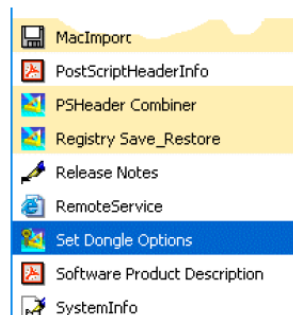 MacImport
PostScriptHeaderInfo
PSHeader Combiner
Registry Save_Restore
Release Notes
RemoteService
Set Dongle Options
Software Product Description
SystemInfo